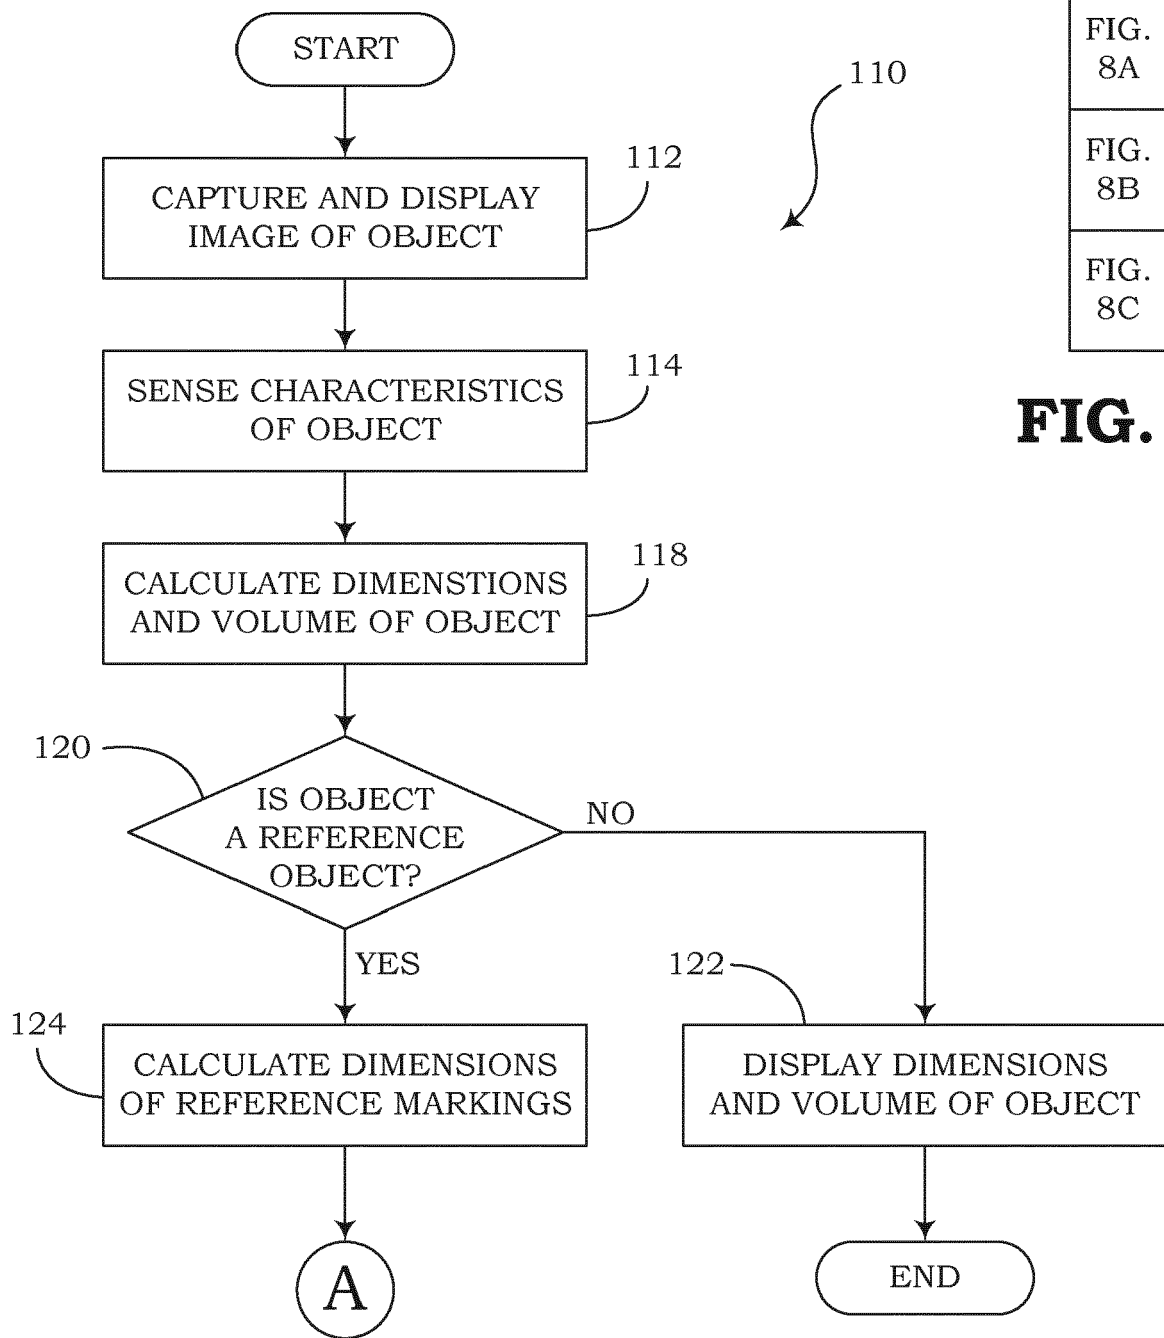 START
110
FIG.
8A
FIG.
8B
FIG.
8C
FIG.
112
CAPTURE AND DISPLAY
IMAGE OF OBJECT
114
SENSE CHARACTERISTICS
OF OBJECT
118
CALCULATE DIMENSTIONS
AND VOLUME OF OBJECT
120
IS OBJECT
A REFERENCE
OBJECT?
NO
YES
122
124
CALCULATE DIMENSIONS
OF REFERENCE MARKINGS
DISPLAY DIMENSIONS
AND VOLUME OF OBJECT
A
END